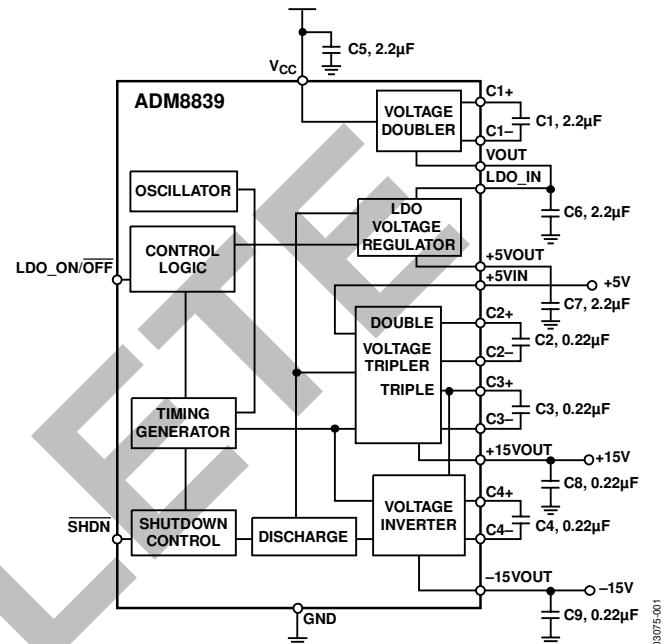 C5, 2.2µF
VCC
ADM8839
VOLTAGE
DOUBLER
C1+
C1–
C1, 2.2µF
VOUT
LDO_IN
OSCILLATOR
LDO
VOLTAGE
REGULATOR
C6, 2.2µF
CONTROL
LOGIC
LDO_ON/OFF
+5VOUT
+5VIN
+5V
C7, 2.2µF
DOUBLE
VOLTAGE
TRIPLER
TRIPLE
C2+
C2–
C2, 0.22µF
C3+
C3–
C3, 0.22µF
TIMING
GENERATOR
+15VOUT
+15V
C8, 0.22µF
VOLTAGE
INVERTER
C4+
C4–
C4, 0.22µF
SHDN
SHUTDOWN
CONTROL
DISCHARGE
–15VOUT
–15V
GND
C9, 0.22µF
03075-001
LETE